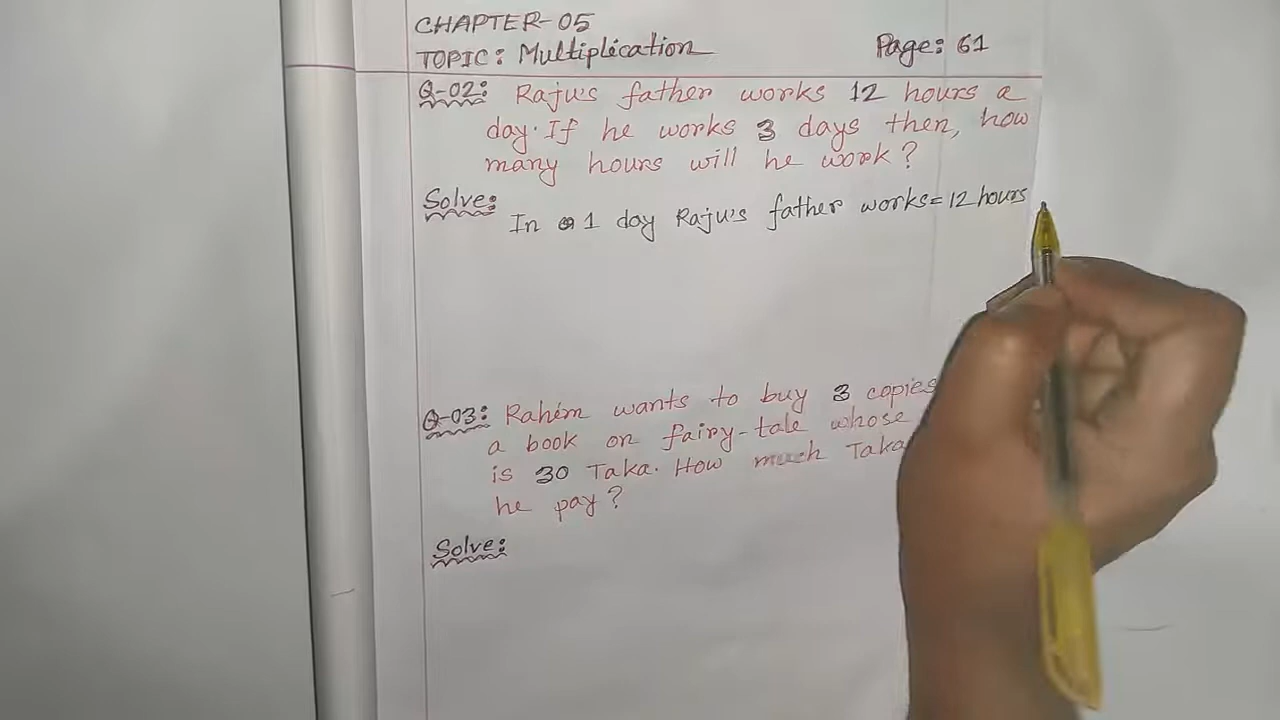 CHAPTER-05
TOPIC: Multiplication Page: 61
Q-02: Raju's father works 12 hours a
day. If he works 3 days then, how
many hours will he work?
Solve:
In 1 day Raju's father works= 12 hours
Q-03: Rahim wants to buy 3 copies
a book on fairy-tale whose
is 30 Taka. How much Taka
he pay?
Solve: